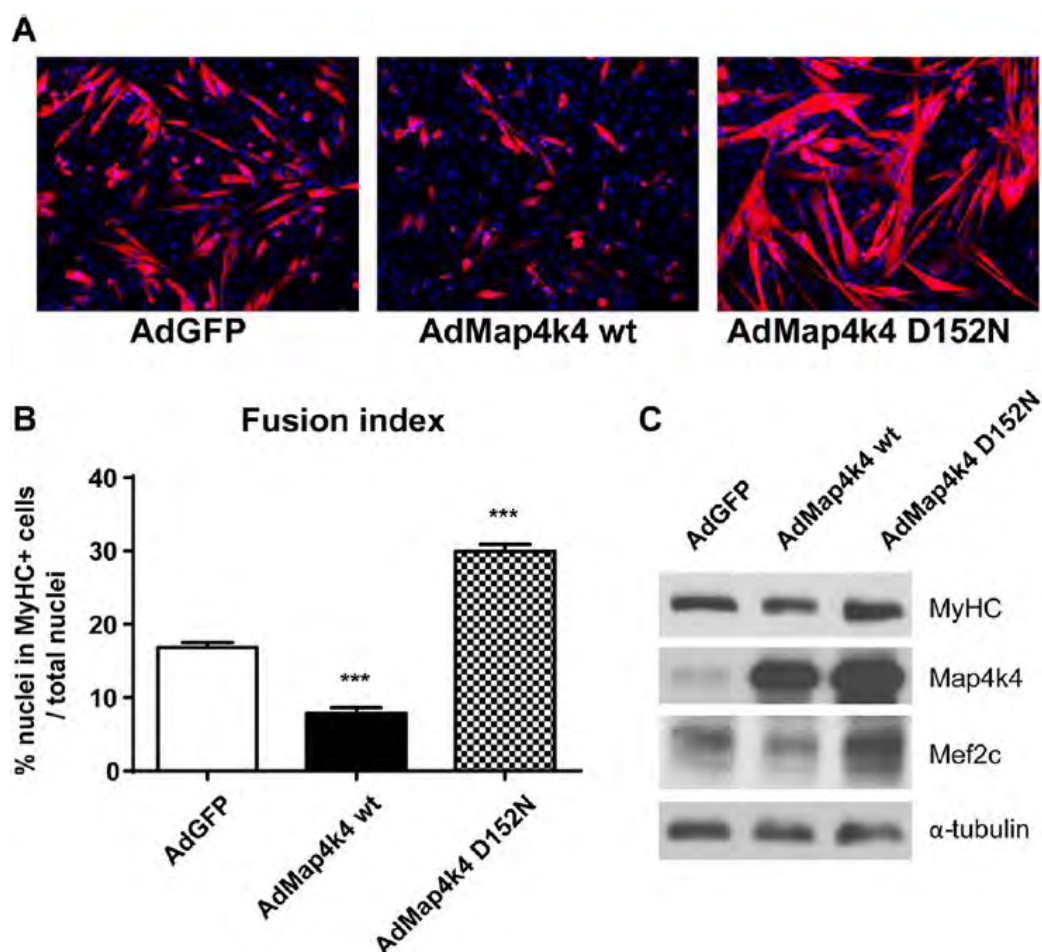 A
AdGFP
AdMap4k4 wt
AdMap4k4 D152N
B
Fusion index
% nuclei in MyHC+ cells
/ total nuclei
40
30
20
10
0
***
***
AdGFP
AdMap4k4 wt
AdMap4k4 D152N
C
AdGFP
AdMap4k4 wt
AdMap4k4 D152N
MyHC
Map4k4
Mef2c
α-tubulin